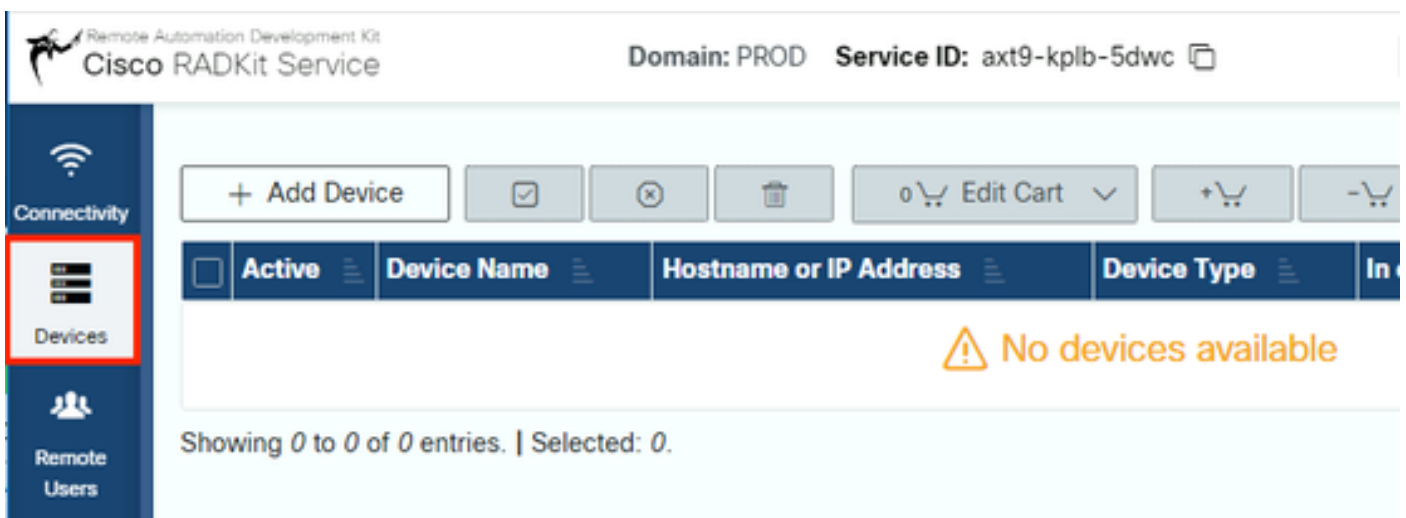 Remote Automation Development Kit
Cisco RADKit Service
Domain: PROD Service ID: axt9-kplb-5dwc
Connectivity
+ Add Device 0 Edit Cart + -
Active Device Name Hostname or IP Address Device Type In
Devices
No devices available
Showing 0 to 0 of 0 entries. | Selected: 0.
Remote
Users